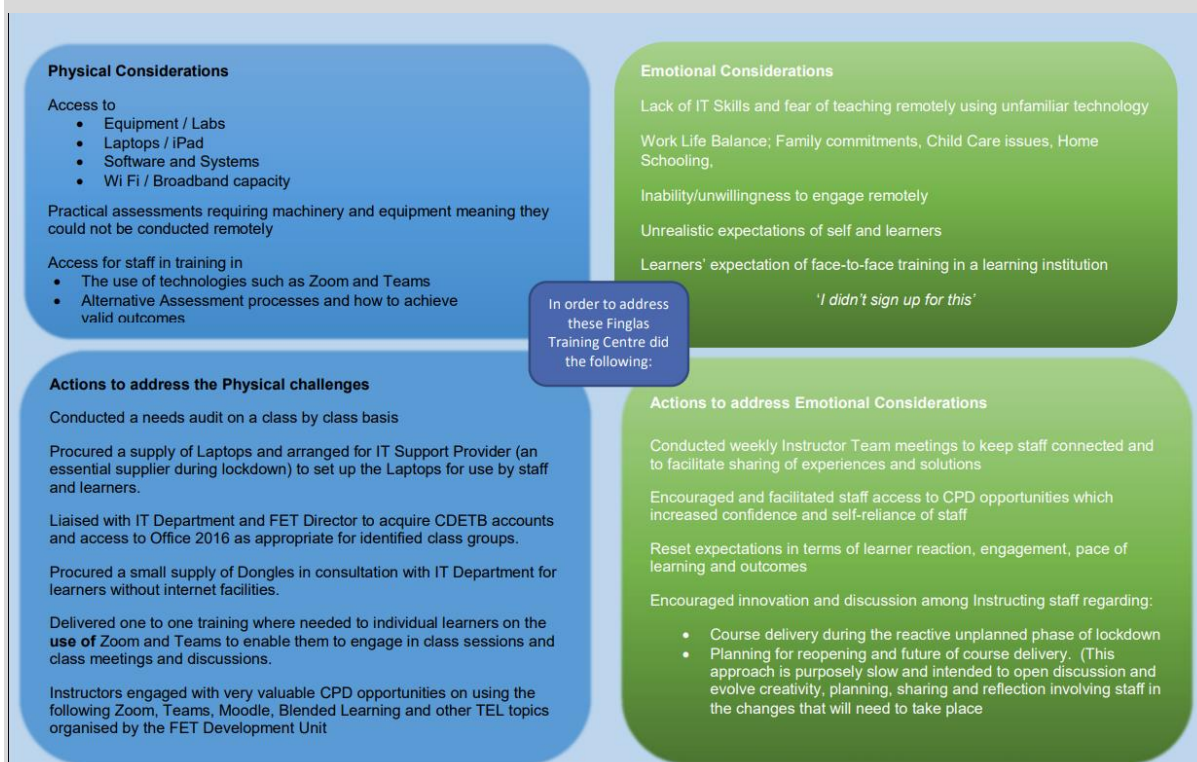 Physical Considerations
Access to
• Equipment / Labs
• Laptops / iPad
• Software and Systems
• Wi Fi / Broadband capacity
Practical assessments requiring machinery and equipment meaning they
could not be conducted remotely
Access for staff in training in
• The use of technologies such as Zoom and Teams
• Alternative Assessment processes and how to achieve
valid outcomes
Emotional Considerations
Lack of IT Skills and fear of teaching remotely using unfamiliar technology
Work Life Balance; Family commitments, Child Care issues, Home
Schooling,
Inability/unwillingness to engage remotely
Unrealistic expectations of self and learners
Learners' expectation of face-to-face training in a learning institution
'I didn't sign up for this'
In order to address
these Finglas
Training Centre did
the following:
Actions to address the Physical challenges
Conducted a needs audit on a class by class basis
Procured a supply of Laptops and arranged for IT Support Provider (an
essential supplier during lockdown) to set up the Laptops for use by staff
and learners.
Liaised with IT Department and FET Director to acquire CDETB accounts
and access to Office 2016 as appropriate for identified class groups.
Procured a small supply of Dongles in consultation with IT Department for
learners without internet facilities.
Delivered one to one training where needed to individual learners on the
use of Zoom and Teams to enable them to engage in class sessions and
class meetings and discussions.
Instructors engaged with very valuable CPD opportunities on using the
following Zoom, Teams, Moodle, Blended Learning and other TEL topics
organised by the FET Development Unit
Actions to address Emotional Considerations
Conducted weekly Instructor Team meetings to keep staff connected and
to facilitate sharing of experiences and solutions
Encouraged and facilitated staff access to CPD opportunities which
increased confidence and self-reliance of staff
Reset expectations in terms of learner reaction, engagement, pace of
learning and outcomes
Encouraged innovation and discussion among Instructing staff regarding:
• Course delivery during the reactive unplanned phase of lockdown
• Planning for reopening and future of course delivery. (This
approach is purposely slow and intended to open discussion and
evolve creativity, planning, sharing and reflection involving staff in
the changes that will need to take place